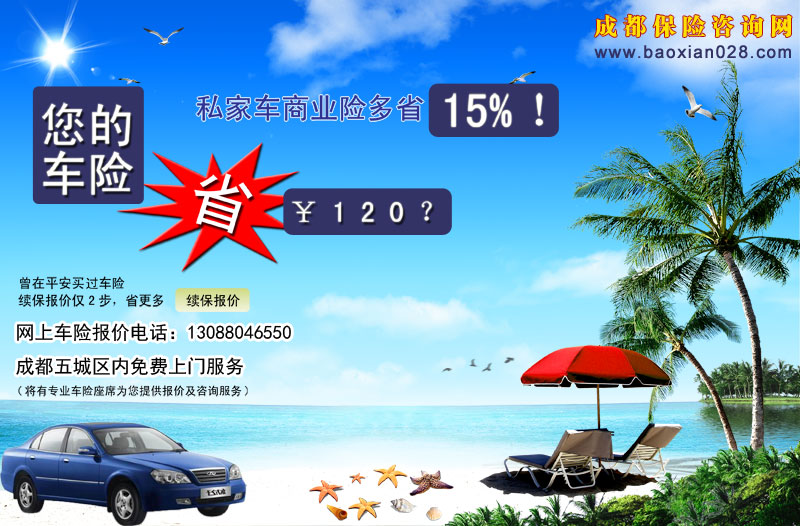 成都保险咨询网
www.baoxian028.com
私家车商业险多省 15%！
您的
车险
省
￥120？
曾在平安买过车险
续保报价仅2步，省更多 续保报价
网上车险报价电话：13088046550
成都五城区内免费上门服务
（将有专业车险座席为您提供报价及咨询服务）